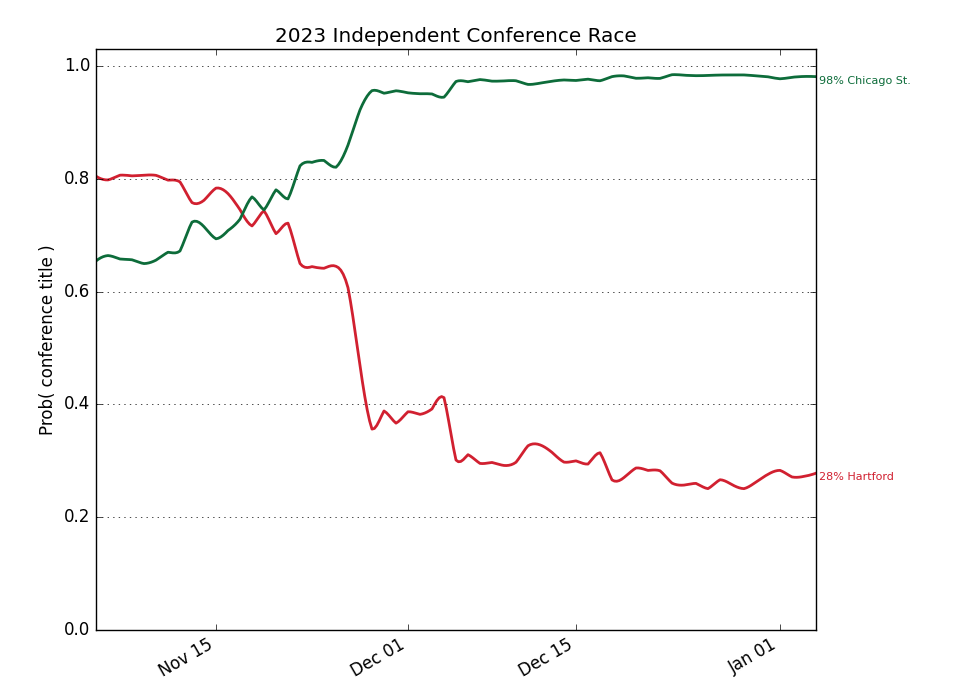 2023 Independent Conference Race
1.0
0.8
0.6
0.4
0.2
0.0
Prob( conference title )
98% Chicago St.
28% Hartford
Nov 15
Dec 01
Dec 15
Jan 01